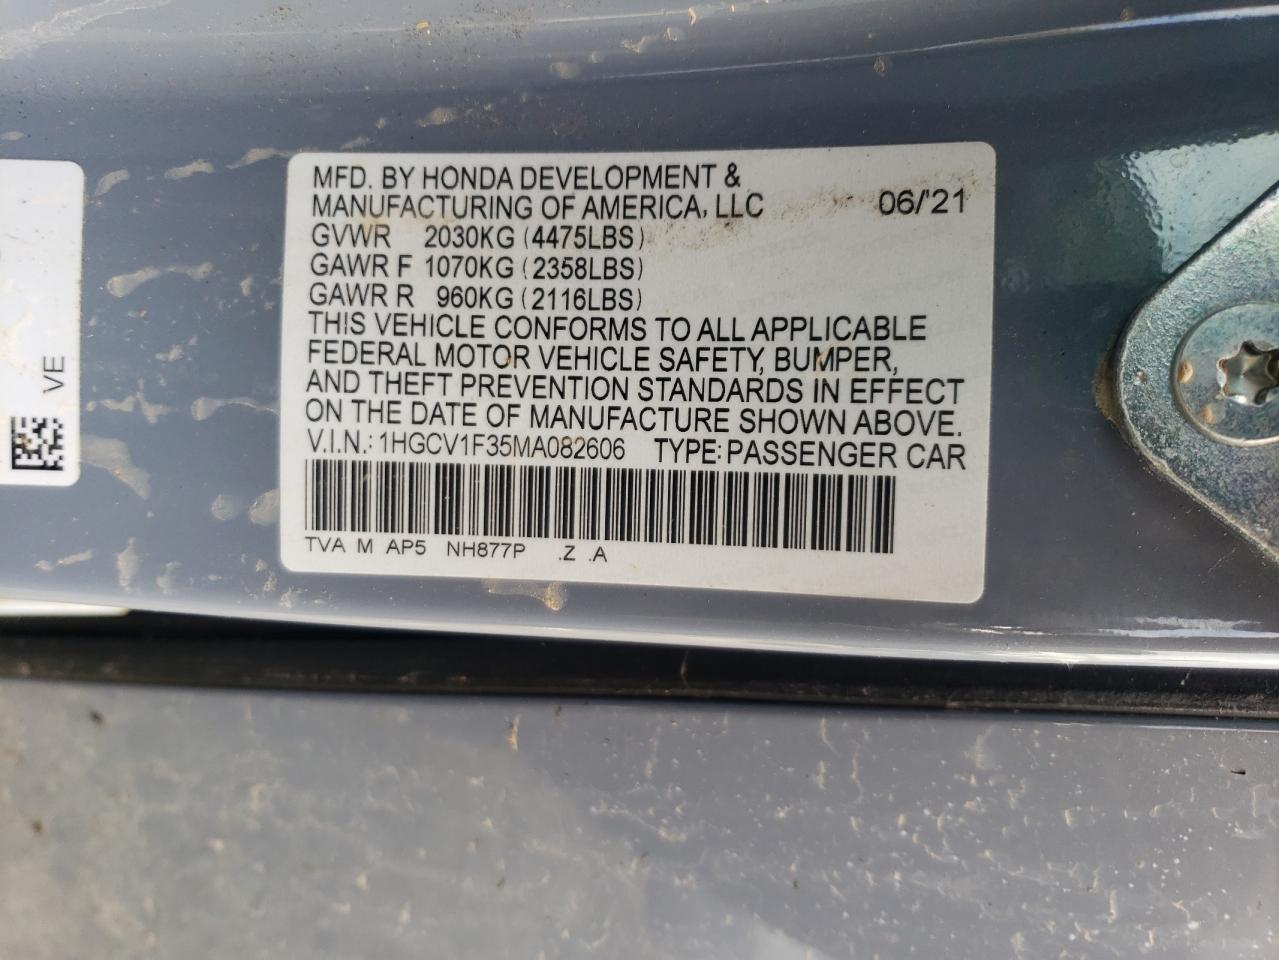 MFD. BY HONDA DEVELOPMENT &
MANUFACTURING OF AMERICA, LLC 06/'21
GVWR 2030KG (4475LBS)
GAWR F 1070KG (2358LBS)
GAWR R 960KG (2116LBS)
THIS VEHICLE CONFORMS TO ALL APPLICABLE
FEDERAL MOTOR VEHICLE SAFETY, BUMPER,
AND THEFT PREVENTION STANDARDS IN EFFECT
ON THE DATE OF MANUFACTURE SHOWN ABOVE.
V.I.N.: 1HGCV1F35MA082606 TYPE: PASSENGER CAR
TVA M AP5 NH877P .Z .A
VE